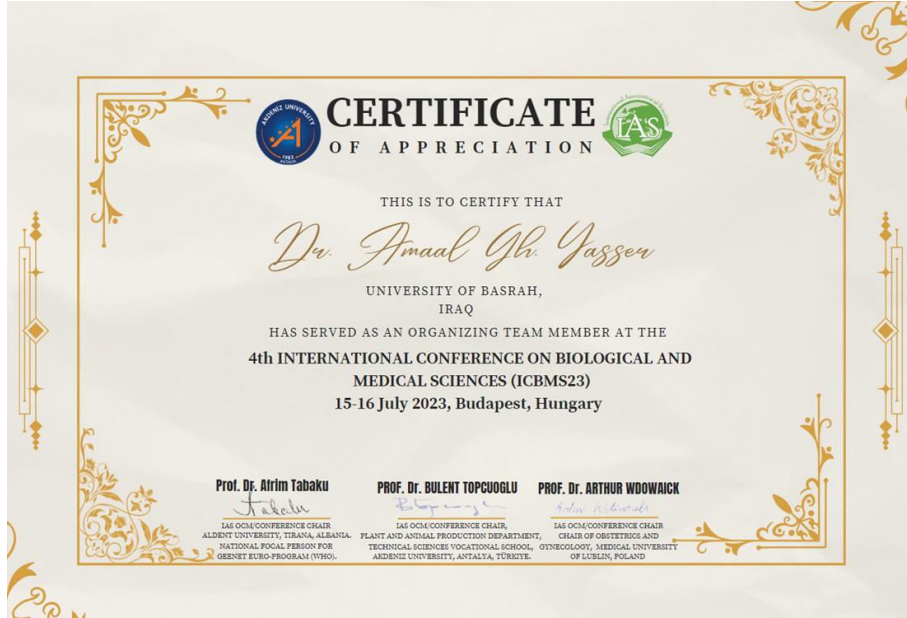 AKDENİZ UNIVERSITY
1982
ANTALYA
CERTIFICATE
OF APPRECIATION
IAS
THIS IS TO CERTIFY THAT
Dr. Amaal Gh. Yasser
UNIVERSITY OF BASRAH,
IRAQ
HAS SERVED AS AN ORGANIZING TEAM MEMBER AT THE
4th INTERNATIONAL CONFERENCE ON BIOLOGICAL AND
MEDICAL SCIENCES (ICBMS23)
15-16 July 2023, Budapest, Hungary
Prof. Dr. Afrim Tabaku
IAS OCM/CONFERENCE CHAIR
ALDENT UNIVERSITY, TIRANA, ALBANIA.
NATIONAL FOCAL PERSON FOR
GEENET EURO-PROGRAM (WHO).
PROF. Dr. BULENT TOPCUOGLU
IAS OCM/CONFERENCE CHAIR,
PLANT AND ANIMAL PRODUCTION DEPARTMENT,
TECHNICAL SCIENCES VOCATIONAL SCHOOL,
AKDENIZ UNIVERSITY, ANTALYA, TÜRKIYE.
PROF. Dr. ARTHUR WDOWAICK
IAS OCM/CONFERENCE CHAIR
CHAIR OF OBSTETRICS AND
GYNECOLOGY, MEDICAL UNIVERSITY
OF LUBLIN, POLAND